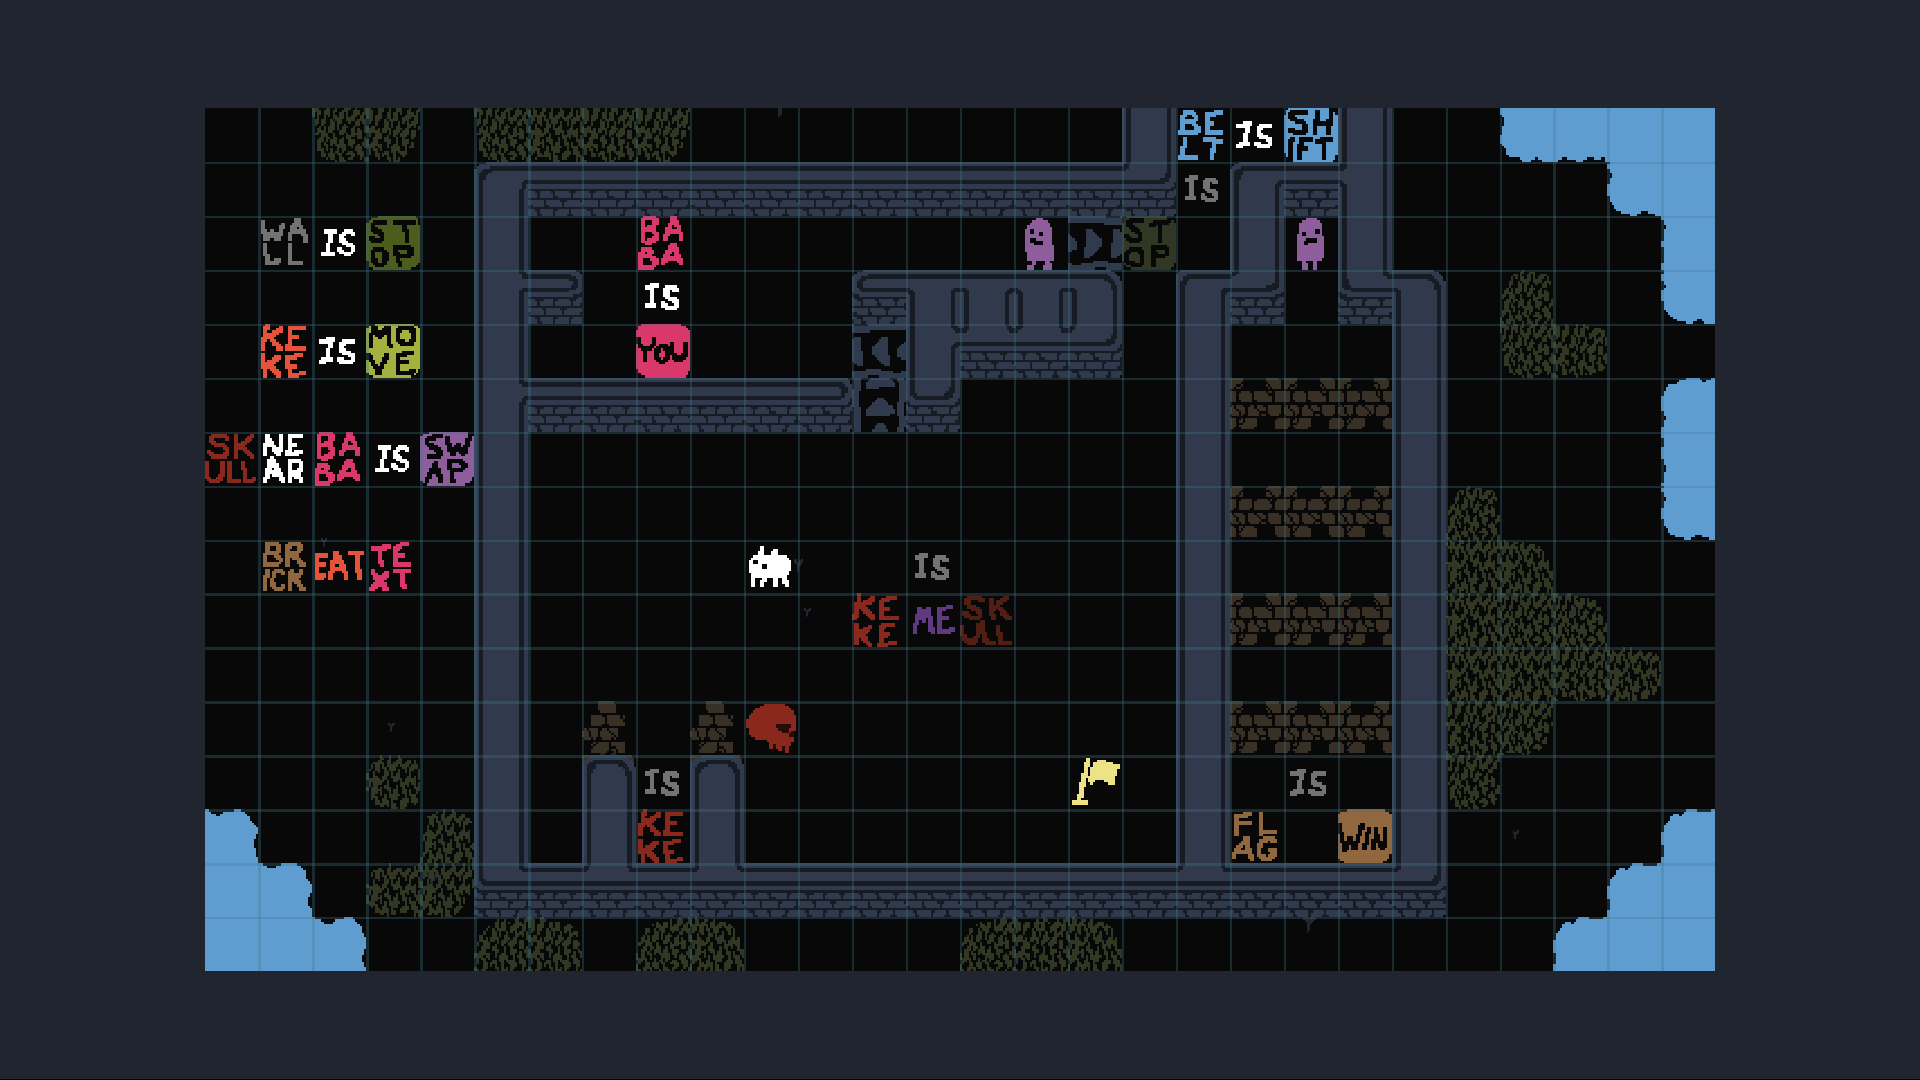 BELT IS SHIFT
IS
WALL IS STOP
BABA
STOP
IS
KEKE IS MOVE
YOU
SKULL NEAR BABA IS SWAP
BRICK EAT TEXT
IS
KEKE ME SKULL
IS
IS
KEKE
FLAG
WIN